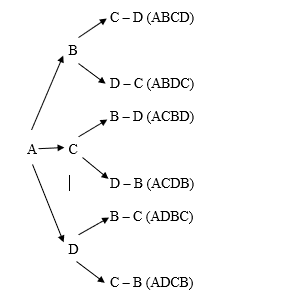 C – D (ABCD)
B
D – C (ABDC)
B – D (ACBD)
A C
D – B (ACDB)
B – C (ADBC)
D
C – B (ADCB)